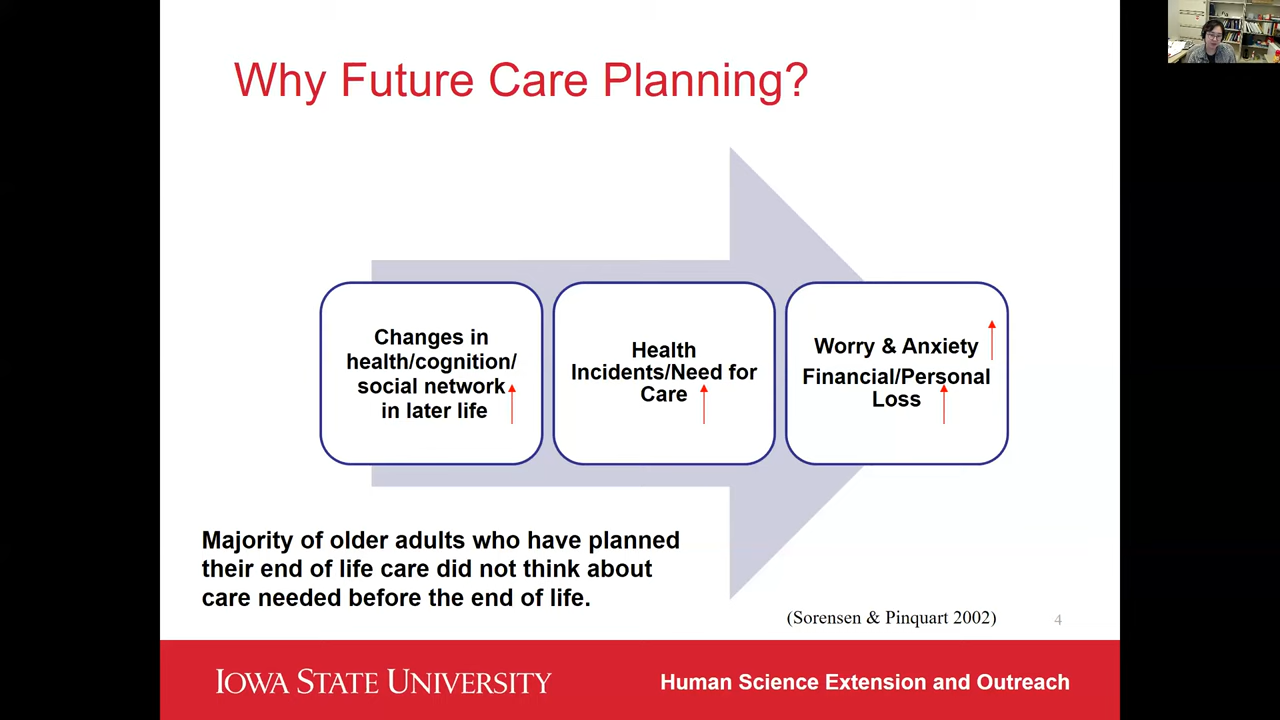 Why Future Care Planning?
Changes in
health/cognition/
social network
in later life
Health
Incidents/Need for
Care
Worry & Anxiety
Financial/Personal
Loss
Majority of older adults who have planned
their end of life care did not think about
care needed before the end of life.
(Sorensen & Pinquart 2002)
4
IOWA STATE UNIVERSITY
Human Science Extension and Outreach